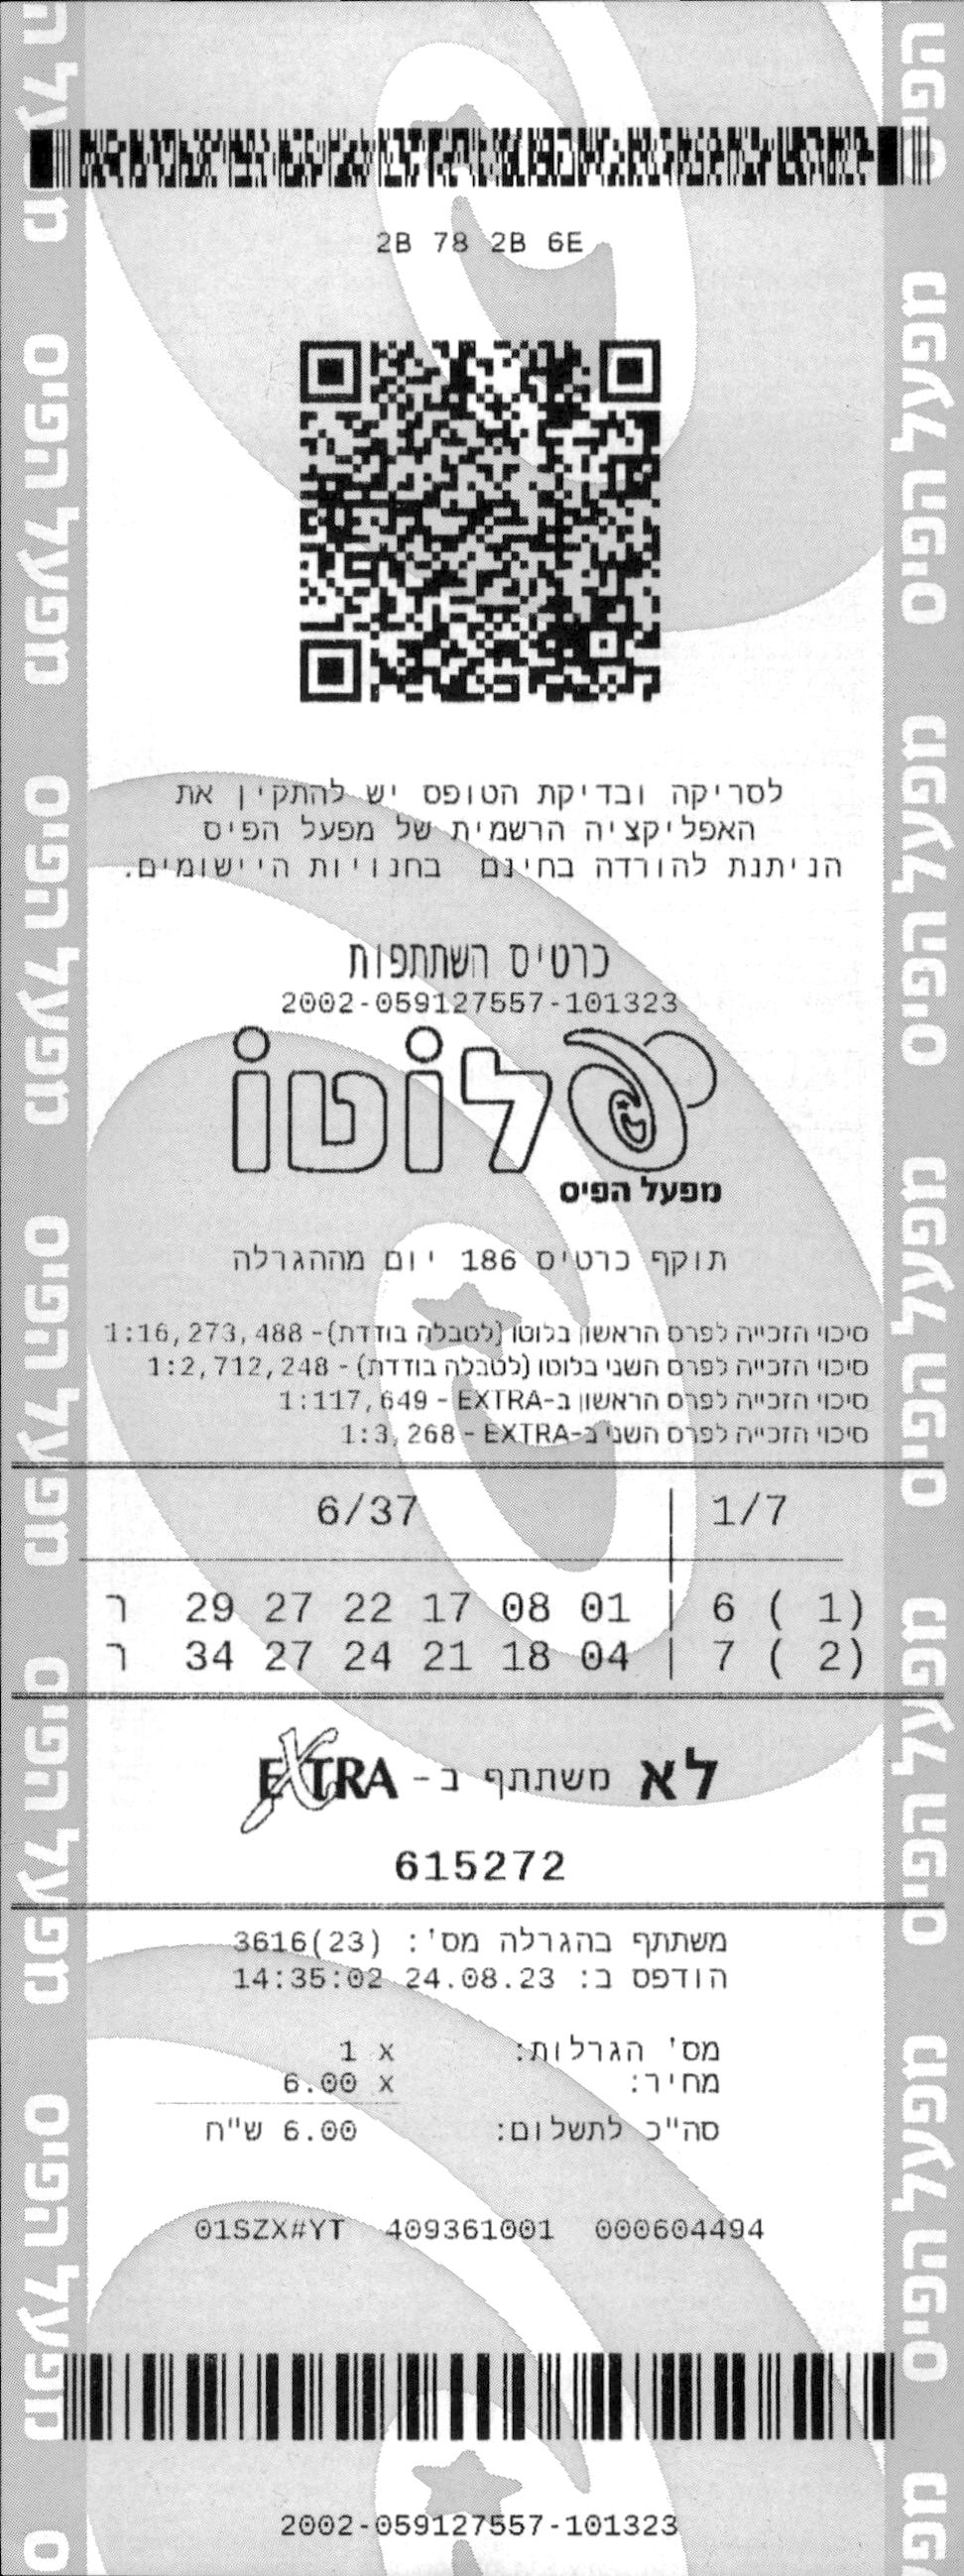 2B 78 2B 6E
לסריקה ובדיקת הטופס יש להתקין את
האפליקציה הרשמית של מפעל הפיס
הניתנת להורדה בחינם בחנויות היישומים.
כרטיס השתתפות
2002-059127557-101323
לוטו
מפעל הפיס
תוקף כרטיס 186 יום מההגרלה
סיכוי הזכייה לפרס הראשון בלוטו (לטבלה בודדת)- 1:16,273,488
סיכוי הזכייה לפרס השני בלוטו (לטבלה בודדת) - 1:2,712,248
סיכוי הזכייה לפרס הראשון ב-EXTRA - 1:117,649
סיכוי הזכייה לפרס השני ב-EXTRA - 1:3,268
6/37 | 1/7
ר 29 27 22 17 08 01 | 6 ( 1)
ר 34 27 24 21 18 04 | 7 ( 2)
לא משתתף ב- EXTRA
615272
משתתף בהגרלה מס': 3616(23)
הודפס ב: 24.08.23 14:35:02
מס' הגרלות: x 1
מחיר: x 6.00
סה"כ לתשלום: 6.00 ש"ח
01SZX#YT 409361001 000604494
2002-059127557-101323
מפעל הפיס
מפעל הפיס
מפעל הפיס
מפעל הפיס
מפעל הפיס
מפעל הפיס
מפעל הפיס
מפעל הפיס
מפעל הפיס